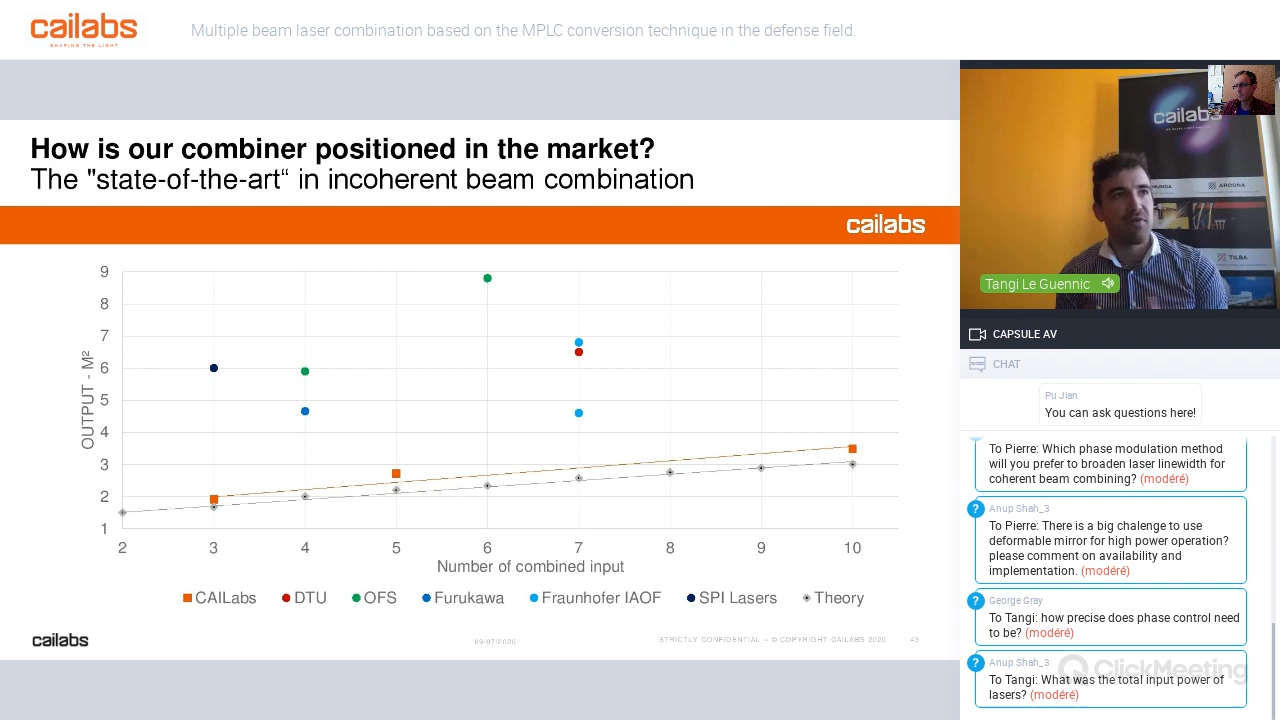 cailabs
SHAPING THE LIGHT
Multiple beam laser combination based on the MPLC conversion technique in the defense field.
How is our combiner positioned in the market?
The "state-of-the-art“ in incoherent beam combination
cailabs
9
8
7
6
5
4
3
2
1
OUTPUT - M²
2 3 4 5 6 7 8 9 10
Number of combined input
CAILabs DTU OFS Furukawa Fraunhofer IAOF SPI Lasers Theory
cailabs
09/07/2020
STRICTLY CONFIDENTIAL – © COPYRIGHT CAILABS 2020 43
cailabs
AROONA
TILBA
Tangi Le Guennic
CAPSULE AV
CHAT
Pu Jian
You can ask questions here!
To Pierre: Which phase modulation method
will you prefer to broaden laser linewidth for
coherent beam combining? (modéré)
? Anup Shah_3
To Pierre: There is a big chalenge to use
deformable mirror for high power operation?
please comment on availability and
implementation. (modéré)
? George Gray
To Tangi: how precise does phase control need
to be? (modéré)
? Anup Shah_3
To Tangi: What was the total input power of
lasers? (modéré)
ClickMeeting